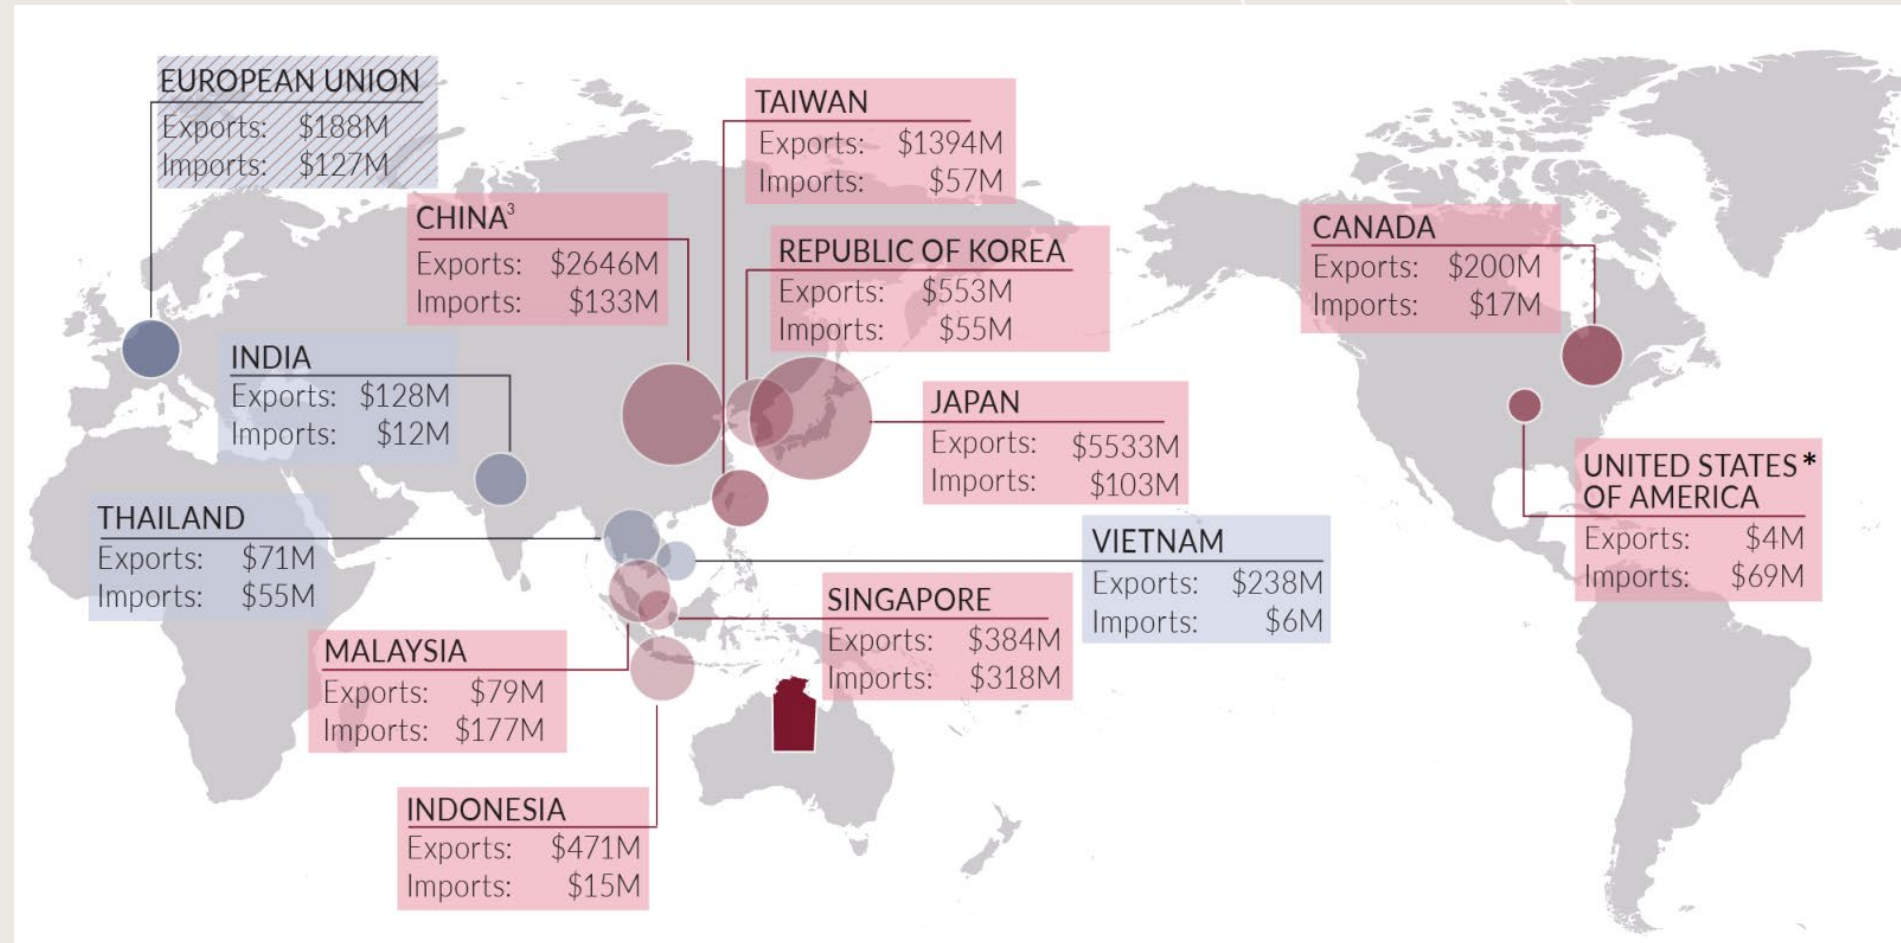 EUROPEAN UNION
Exports: $188M
Imports: $127M
TAIWAN
Exports: $1394M
Imports: $57M
CHINA³
Exports: $2646M
Imports: $133M
REPUBLIC OF KOREA
Exports: $553M
Imports: $55M
CANADA
Exports: $200M
Imports: $17M
INDIA
Exports: $128M
Imports: $12M
JAPAN
Exports: $5533M
Imports: $103M
UNITED STATES*
OF AMERICA
Exports: $4M
Imports: $69M
THAILAND
Exports: $71M
Imports: $55M
VIETNAM
Exports: $238M
Imports: $6M
SINGAPORE
Exports: $384M
Imports: $318M
MALAYSIA
Exports: $79M
Imports: $177M
INDONESIA
Exports: $471M
Imports: $15M